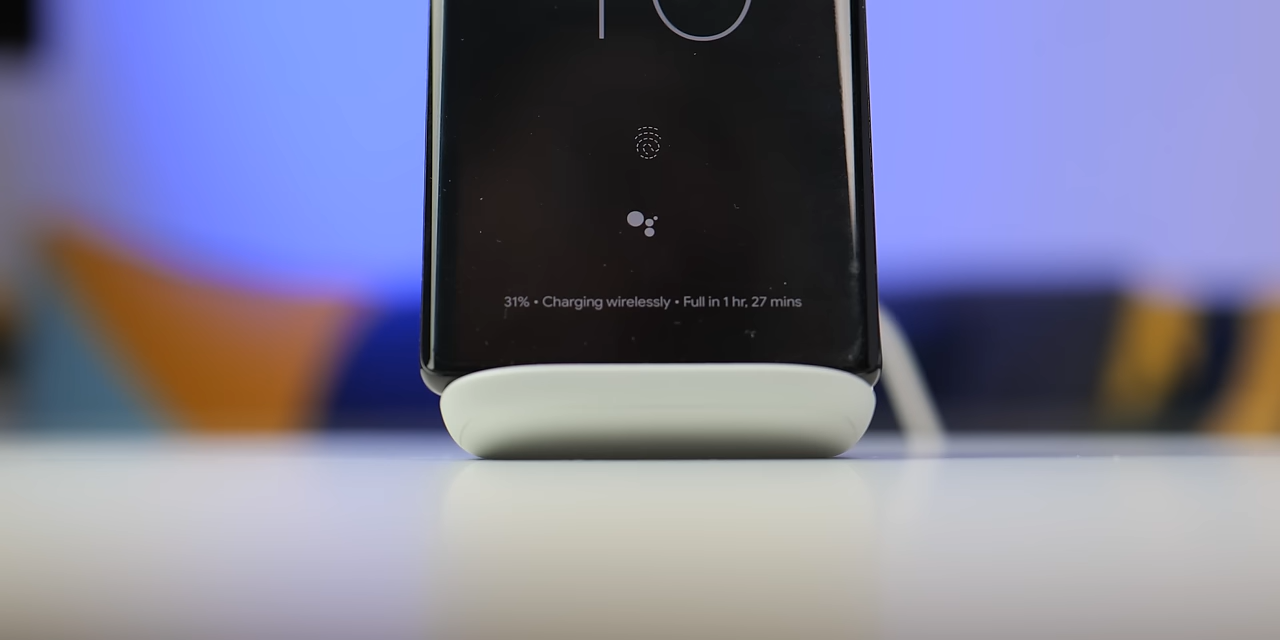 31% • Charging wirelessly • Full in 1 hr, 27 mins